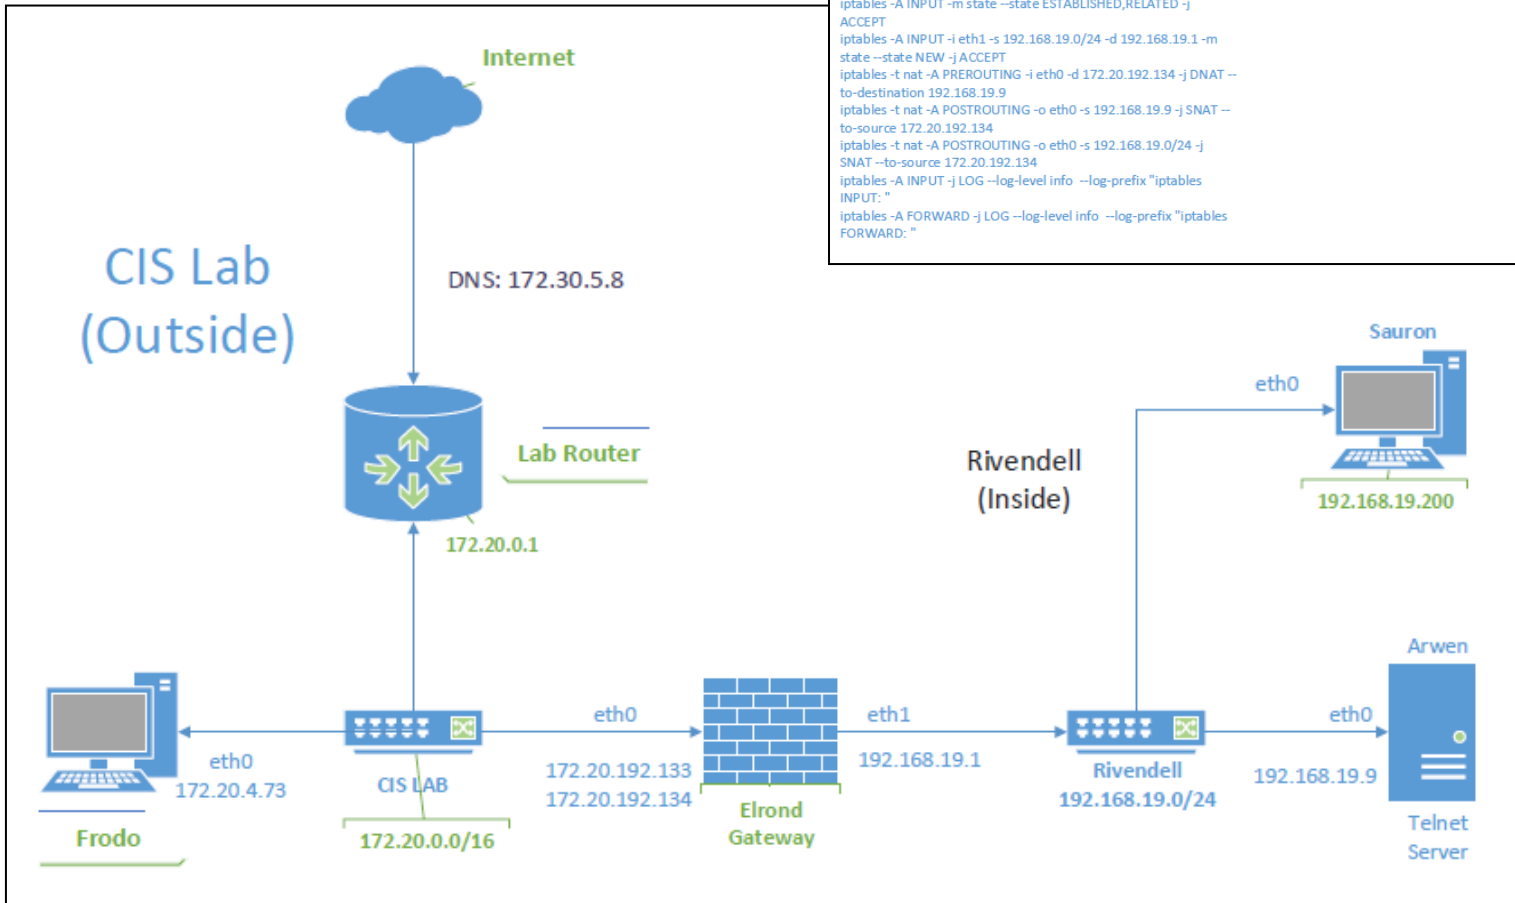 iptables -A INPUT -m state --state ESTABLISHED,RELATED -j
ACCEPT
iptables -A INPUT -i eth1 -s 192.168.19.0/24 -d 192.168.19.1 -m
state --state NEW -j ACCEPT
iptables -t nat -A PREROUTING -i eth0 -d 172.20.192.134 -j DNAT --
to-destination 192.168.19.9
iptables -t nat -A POSTROUTING -o eth0 -s 192.168.19.9 -j SNAT --
to-source 172.20.192.134
iptables -t nat -A POSTROUTING -o eth0 -s 192.168.19.0/24 -j
SNAT --to-source 172.20.192.134
iptables -A INPUT -j LOG --log-level info  --log-prefix "iptables
INPUT: "
iptables -A FORWARD -j LOG --log-level info  --log-prefix "iptables
FORWARD: "
Internet
CIS Lab
(Outside)
DNS: 172.30.5.8
Sauron
eth0
Lab Router
Rivendell
(Inside)
192.168.19.200
172.20.0.1
Arwen
eth0
eth1
eth0
eth0
172.20.4.73
CIS LAB
172.20.192.133
172.20.192.134
192.168.19.1
Rivendell
192.168.19.0/24
192.168.19.9
Frodo
172.20.0.0/16
Elrond
Gateway
Telnet
Server